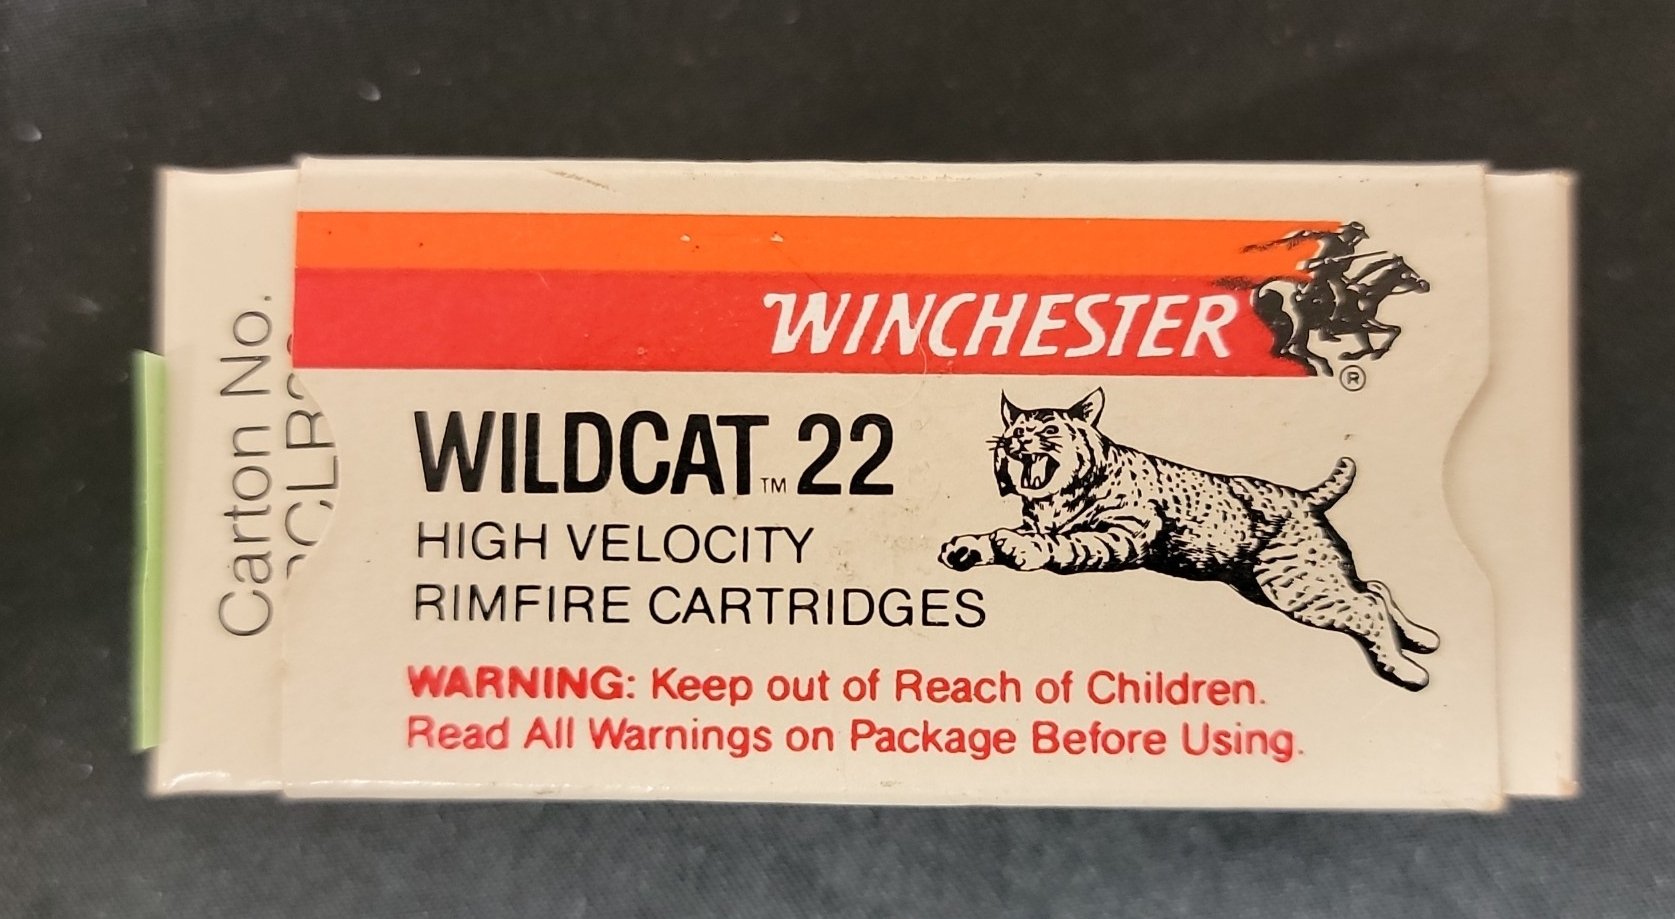 Carton No.
WINCHESTER
®
WILDCAT™ 22
HIGH VELOCITY
RIMFIRE CARTRIDGES
WARNING: Keep out of Reach of Children.
Read All Warnings on Package Before Using.